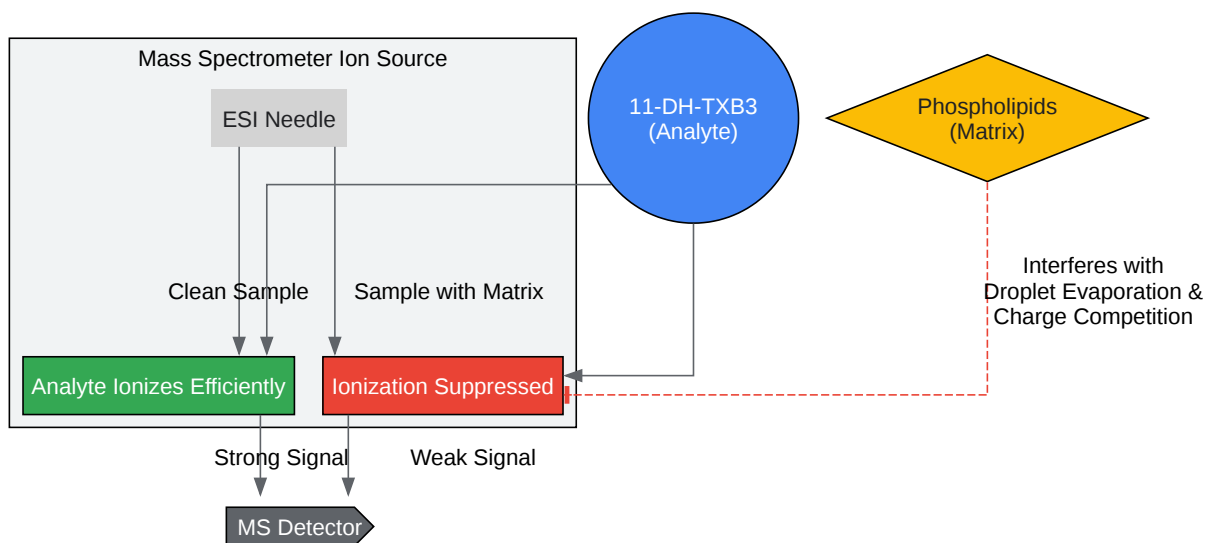 Mass Spectrometer Ion Source
ESI Needle
11-DH-TXB3
(Analyte)
Phospholipids
(Matrix)
Clean Sample
Sample with Matrix
Interferes with
Droplet Evaporation &
Charge Competition
Analyte Ionizes Efficiently
Ionization Suppressed
Strong Signal
Weak Signal
MS Detector